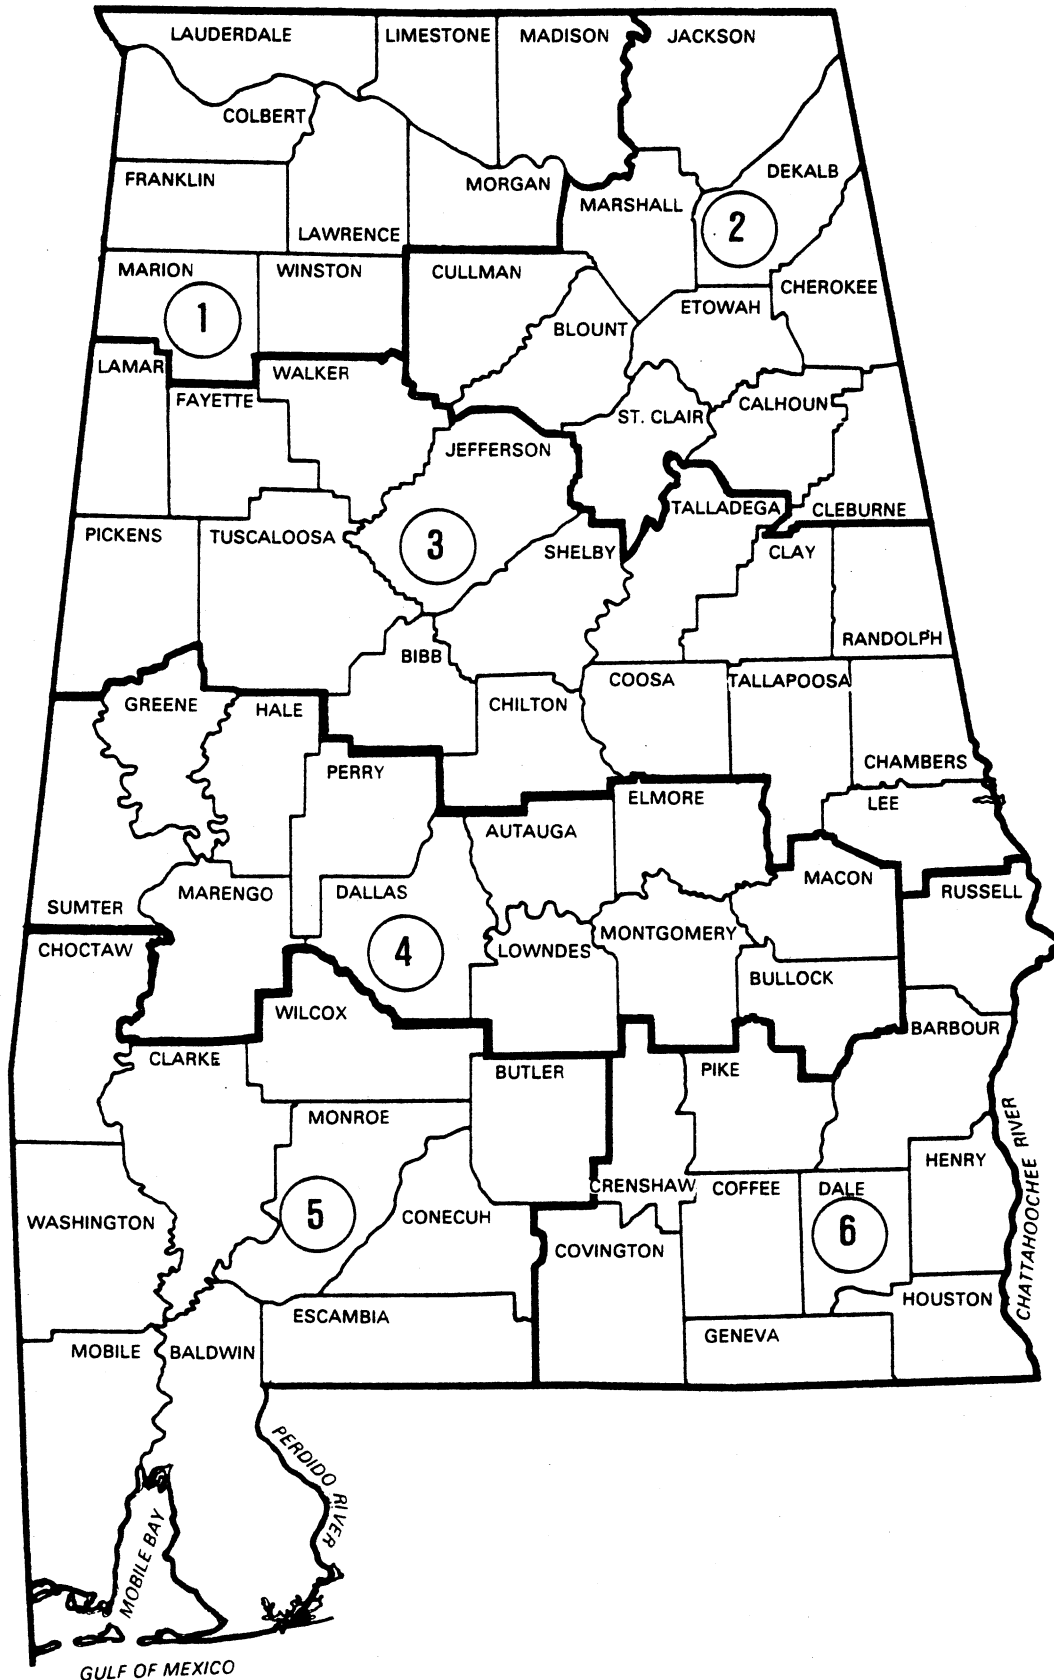 LAUDERDALE
LIMESTONE
MADISON
JACKSON
COLBERT
FRANKLIN
LAWRENCE
MORGAN
MARSHALL
DEKALB
2
MARION
WINSTON
CULLMAN
CHEROKEE
1
BLOUNT
ETOWAH
LAMAR
WALKER
FAYETTE
ST. CLAIR
CALHOUN
JEFFERSON
TALLADEGA
CLEBURNE
PICKENS
TUSCALOOSA
3
SHELBY
CLAY
RANDOLPH
BIBB
GREENE
HALE
CHILTON
COOSA
TALLAPOOSA
PERRY
CHAMBERS
ELMORE
LEE
AUTAUGA
SUMTER
MARENGO
DALLAS
MACON
RUSSELL
CHOCTAW
4
LOWNDES
MONTGOMERY
BULLOCK
WILCOX
BARBOUR
CLARKE
BUTLER
PIKE
MONROE
HENRY
CHATTAHOOCHEE RIVER
WASHINGTON
5
CONECUH
CRENSHAW
COFFEE
DALE
6
COVINGTON
HOUSTON
ESCAMBIA
GENEVA
MOBILE
BALDWIN
PERDIDO RIVER
MOBILE BAY
GULF OF MEXICO